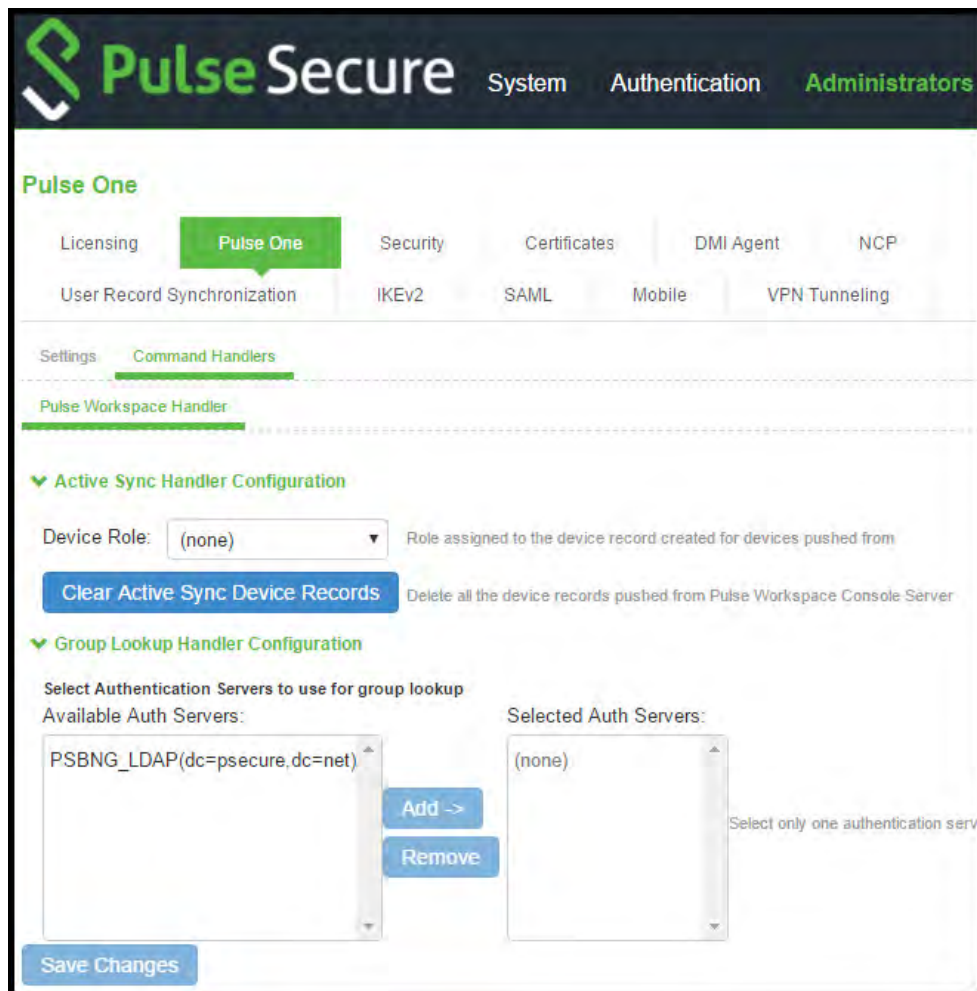 Pulse Secure System Authentication Administrators
Pulse One
Licensing Pulse One Security Certificates DMI Agent NCP
User Record Synchronization IKEv2 SAML Mobile VPN Tunneling
Settings Command Handlers
Pulse Workspace Handler
Active Sync Handler Configuration
Device Role: (none) Role assigned to the device record created for devices pushed from
Clear Active Sync Device Records Delete all the device records pushed from Pulse Workspace Console Server
Group Lookup Handler Configuration
Select Authentication Servers to use for group lookup
Available Auth Servers: Selected Auth Servers:
PSBNG_LDAP(dc=psecure,dc=net) (none)
Add ->
Select only one authentication serv
Remove
Save Changes